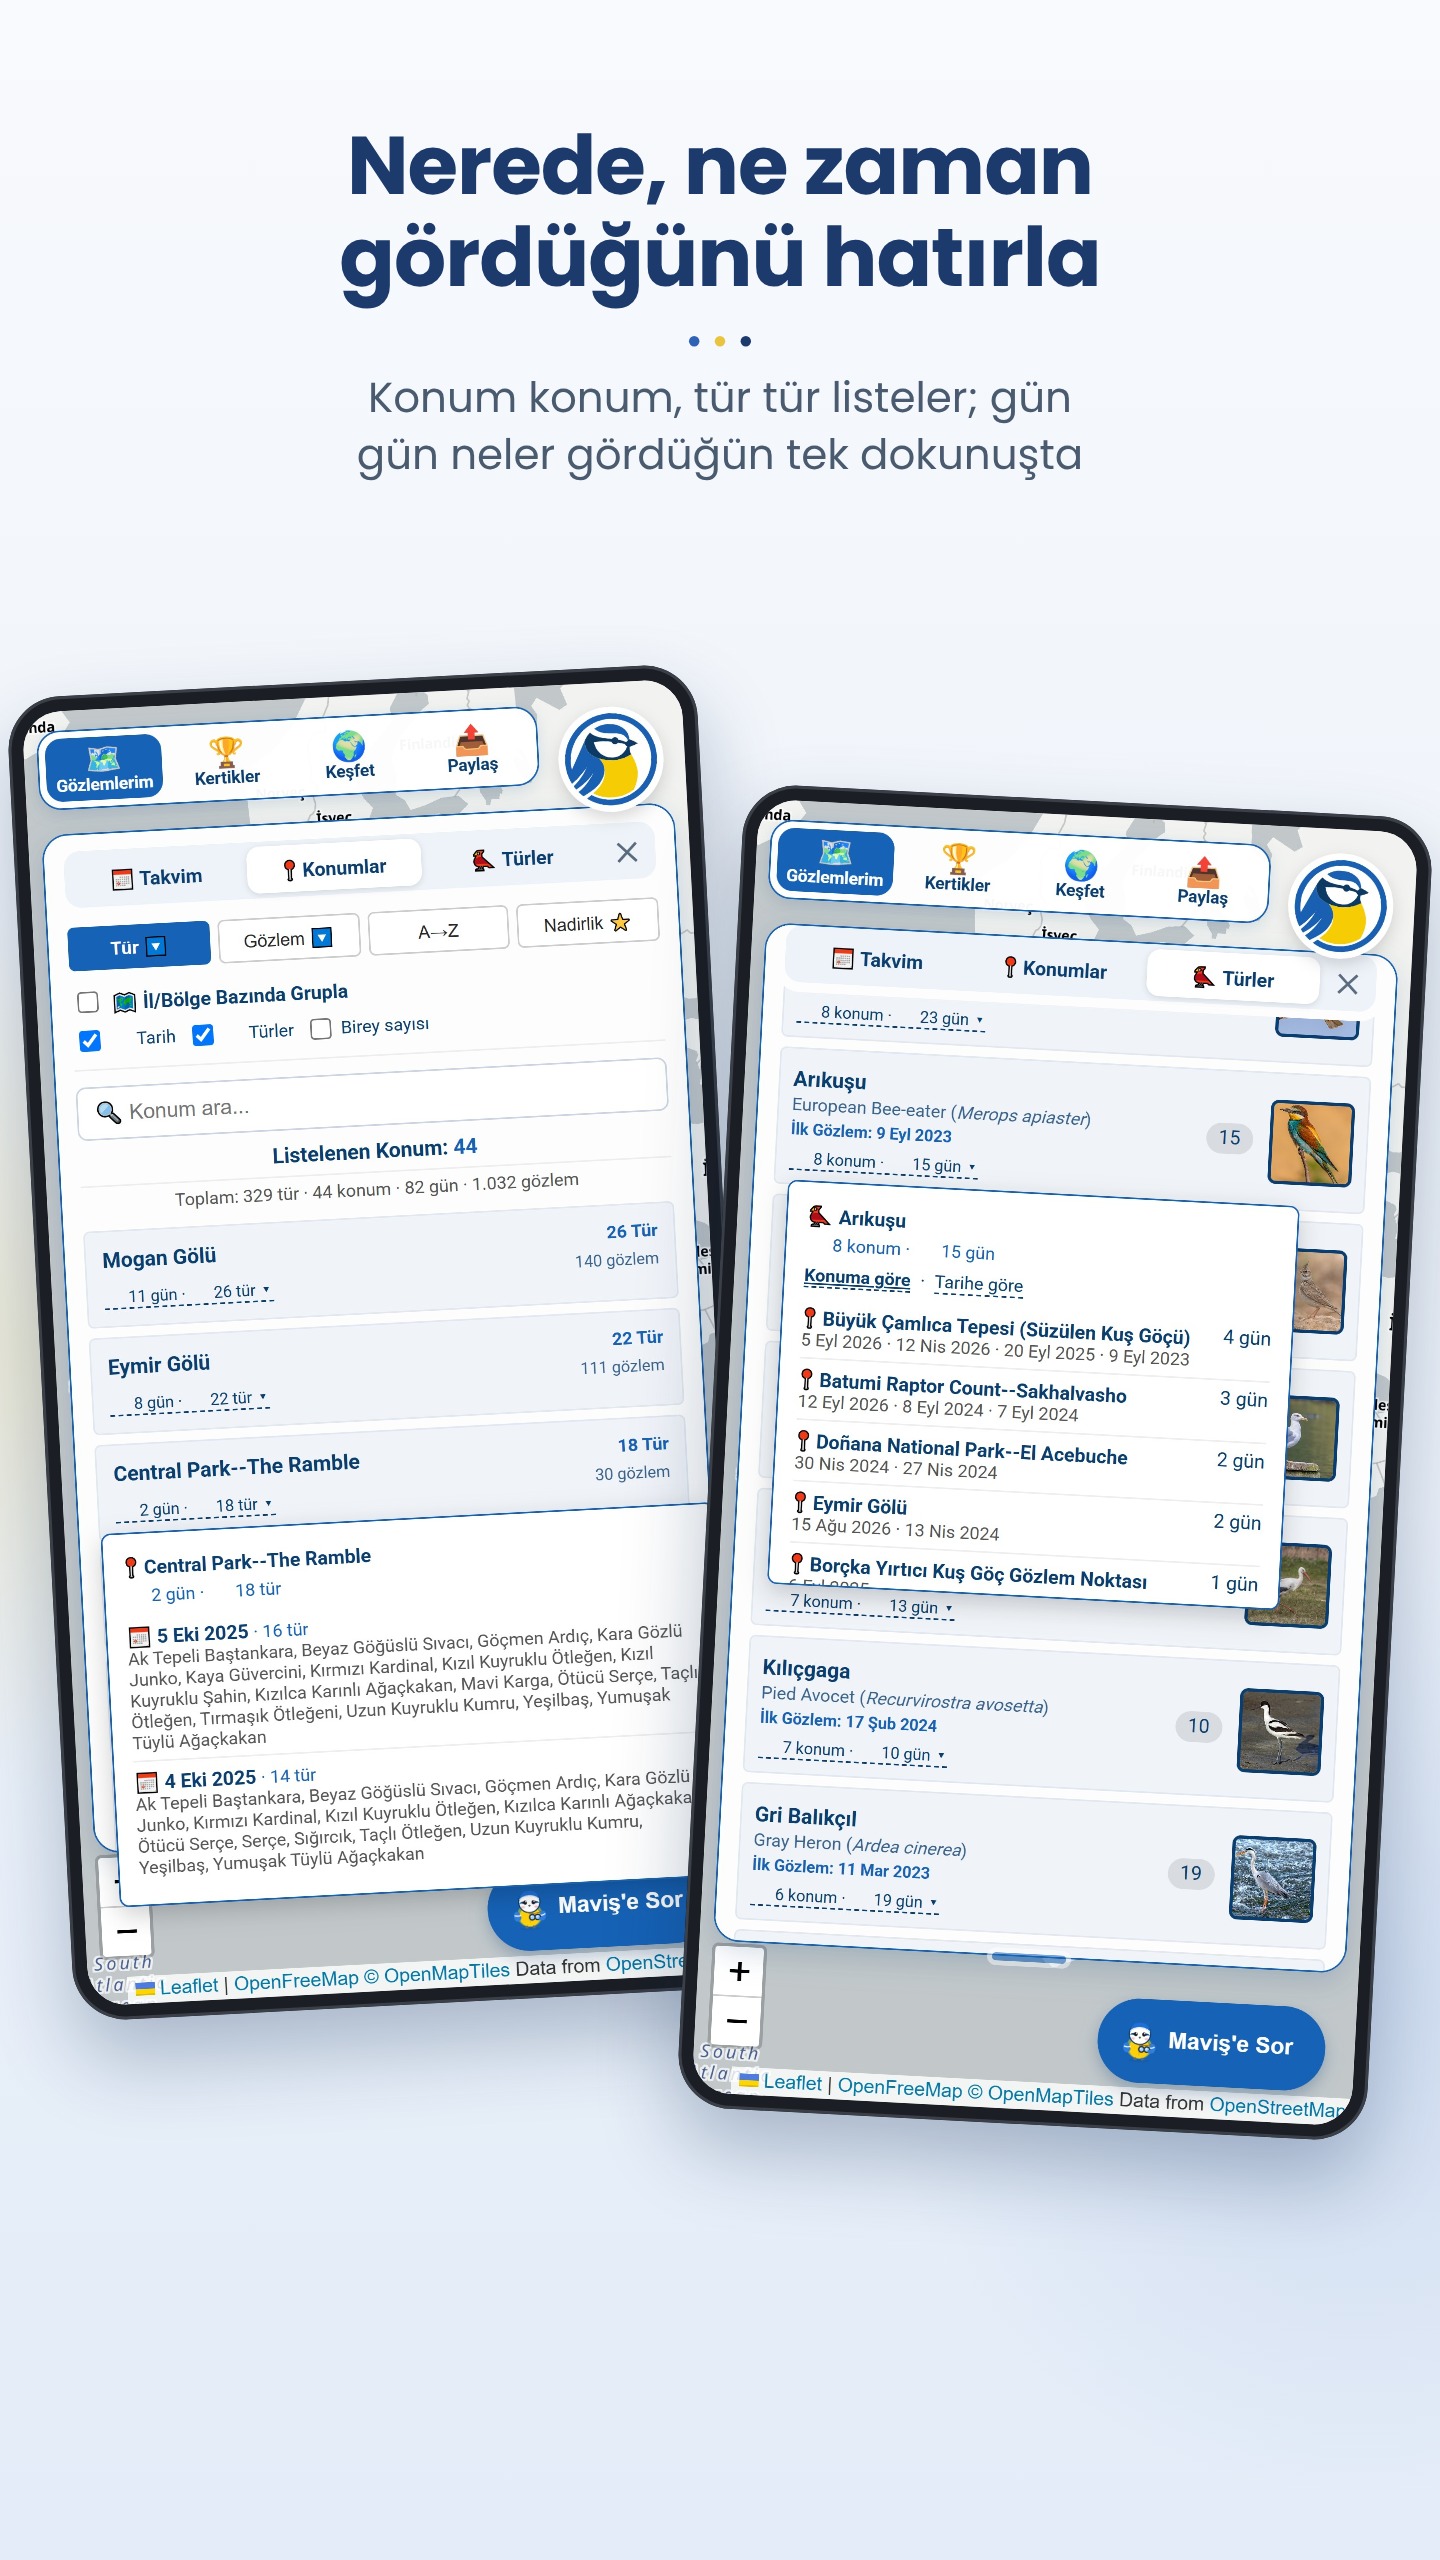 Nerede, ne zaman
gördüğünü hatırla
Konum konum, tür tür listeler; gün
gün neler gördüğün tek dokunuşta
nda
Gözlemlerim
Kertikler
Keşfet
Paylaş
İsveç
Takvim
Konumlar
Türler
Tür
Gözlem
A→Z
Nadirlik
İl/Bölge Bazında Grupla
Tarih
Türler
Birey sayısı
Konum ara...
Listelenen Konum: 44
Toplam: 329 tür · 44 konum · 82 gün · 1.032 gözlem
Mogan Gölü
26 Tür
140 gözlem
11 gün · 26 tür
Eymir Gölü
22 Tür
111 gözlem
8 gün · 22 tür
Central Park--The Ramble
18 Tür
30 gözlem
2 gün · 18 tür
Central Park--The Ramble
2 gün · 18 tür
5 Eki 2025 · 16 tür
Ak Tepeli Baştankara, Beyaz Göğüslü Sıvacı, Göçmen Ardıç, Kara Gözlü
Junko, Kaya Güvercini, Kırmızı Kardinal, Kızıl Kuyruklu Ötleğen, Kızıl
Kuyruklu Şahin, Kızılca Karınlı Ağaçkakan, Mavi Karga, Ötücü Serçe, Taçlı
Ötleğen, Tırmaşık Ötleğeni, Uzun Kuyruklu Kumru, Yeşilbaş, Yumuşak
Tüylü Ağaçkakan
4 Eki 2025 · 14 tür
Ak Tepeli Baştankara, Beyaz Göğüslü Sıvacı, Göçmen Ardıç, Kara Gözlü
Junko, Kırmızı Kardinal, Kızıl Kuyruklu Ötleğen, Kızılca Karınlı Ağaçkaka
Ötücü Serçe, Serçe, Sığırcık, Taçlı Ötleğen, Uzun Kuyruklu Kumru,
Yeşilbaş, Yumuşak Tüylü Ağaçkakan
−
Maviş'e Sor
South
Leaflet | OpenFreeMap © OpenMapTiles Data from OpenStre
nda
Gözlemlerim
Kertikler
Keşfet
Paylaş
İsveç
Takvim
Konumlar
Türler
8 konum · 23 gün
Arıkuşu
European Bee-eater (Merops apiaster)
İlk Gözlem: 9 Eyl 2023
8 konum · 15 gün
15
Arıkuşu
8 konum · 15 gün
Konuma göre · Tarihe göre
Büyük Çamlıca Tepesi (Süzülen Kuş Göçü) 4 gün
5 Eyl 2026 · 12 Nis 2026 · 20 Eyl 2025 · 9 Eyl 2023
Batumi Raptor Count--Sakhalvasho 3 gün
12 Eyl 2026 · 8 Eyl 2024 · 7 Eyl 2024
Doñana National Park--El Acebuche 2 gün
30 Nis 2024 · 27 Nis 2024
Eymir Gölü 2 gün
15 Ağu 2026 · 13 Nis 2024
Borçka Yırtıcı Kuş Göç Gözlem Noktası 1 gün
7 konum · 13 gün
Kılıçgaga
Pied Avocet (Recurvirostra avosetta)
İlk Gözlem: 17 Şub 2024
7 konum · 10 gün
10
Gri Balıkçıl
Gray Heron (Ardea cinerea)
İlk Gözlem: 11 Mar 2023
6 konum · 19 gün
19
+
−
Maviş'e Sor
South
Leaflet | OpenFreeMap © OpenMapTiles Data from OpenStreetMap